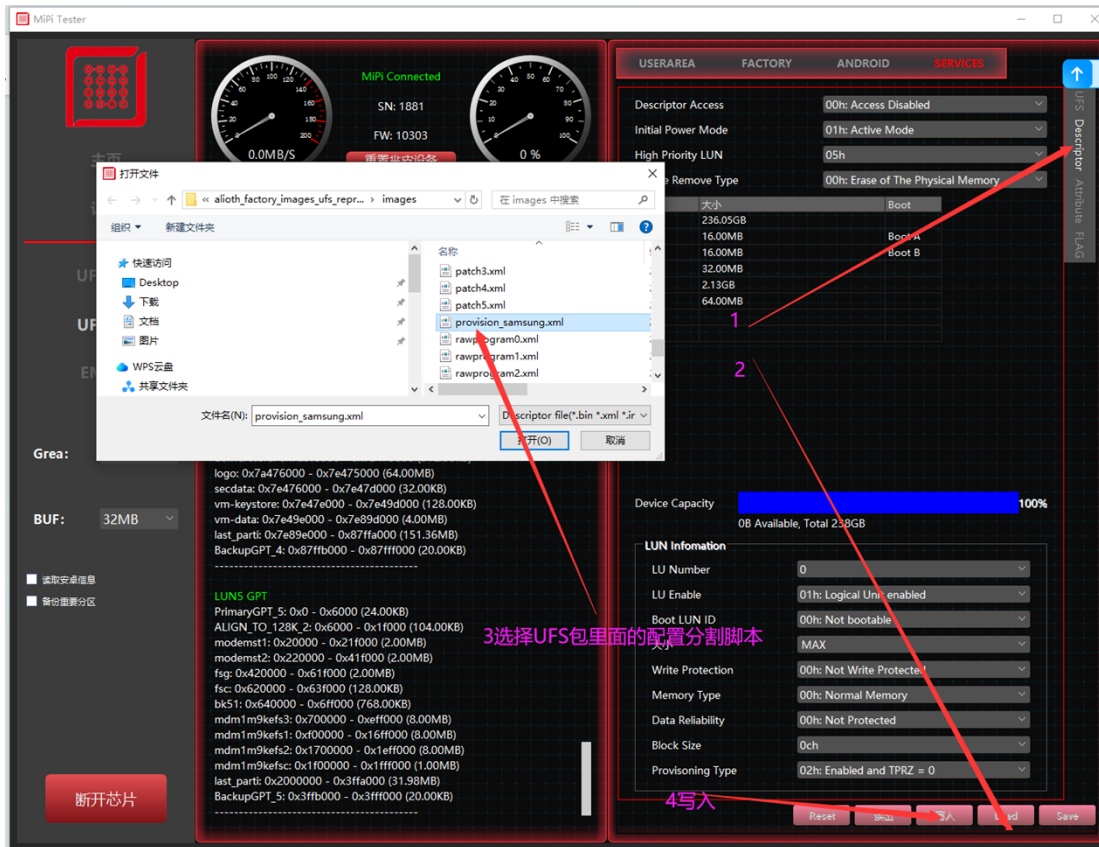 MiPi Tester
MiPi Connected
SN: 1881
FW: 10303
重置当皮设备
0.0MB/S
0 %
USERAREA
FACTORY
ANDROID
SERVICES
Descriptor Access
00h: Access Disabled
Initial Power Mode
01h: Active Mode
High Priority LUN
05h
Remove Type
00h: Erase of The Physical Memory
大小
Boot
236.05GB
16.00MB
Boot A
16.00MB
Boot B
32.00MB
2.13GB
64.00MB
UFS
Descriptor
Attribute
FLAG
打开文件
« alioth_factory_images_ufs_repr... › images
在 images 中搜索
组织
新建文件夹
快速访问
Desktop
下载
文档
图片
WPS云盘
共享文件夹
名称
patch3.xml
patch4.xml
patch5.xml
provision_samsung.xml
rawprogram0.xml
rawprogram1.xml
rawprogram2.xml
文件名(N):
provision_samsung.xml
Descriptor file(*.bin *.xml *.ir
打开(O)
取消
1
2
3选择UFS包里面的配置分割脚本
4写入
Grea:
BUF:
32MB
读取安卓信息
备份重要分区
断开芯片
logo: 0x7a476000 - 0x7e475000 (64.00MB)
secdata: 0x7e476000 - 0x7e47d000 (32.00KB)
vm-keystore: 0x7e47e000 - 0x7e49d000 (128.00KB)
vm-data: 0x7e49e000 - 0x7e89d000 (4.00MB)
last_parti: 0x7e89e000 - 0x87ffa000 (151.36MB)
BackupGPT_4: 0x87ffb000 - 0x87fff000 (20.00KB)
-----------------------------------------
LUN5 GPT
PrimaryGPT_5: 0x0 - 0x6000 (24.00KB)
ALIGN_TO_128K_2: 0x6000 - 0x1f000 (104.00KB)
modemst1: 0x20000 - 0x21f000 (2.00MB)
modemst2: 0x220000 - 0x41f000 (2.00MB)
fsg: 0x420000 - 0x61f000 (2.00MB)
fsc: 0x620000 - 0x63f000 (128.00KB)
bk51: 0x640000 - 0x6ff000 (768.00KB)
mdm1m9kefs3: 0x700000 - 0xeff000 (8.00MB)
mdm1m9kefs1: 0xf00000 - 0x16ff000 (8.00MB)
mdm1m9kefs2: 0x1700000 - 0x1eff000 (8.00MB)
mdm1m9kefsc: 0x1f00000 - 0x1fff000 (1.00MB)
last_parti: 0x2000000 - 0x3ffa000 (31.98MB)
BackupGPT_5: 0x3ffb000 - 0x3fff000 (20.00KB)
-----------------------------------------
Device Capacity
100%
0B Available, Total 238GB
LUN Infomation
LU Number
0
LU Enable
01h: Logical Unit enabled
Boot LUN ID
00h: Not bootable
大小
MAX
Write Protection
00h: Not Write Protected
Memory Type
00h: Normal Memory
Data Reliability
00h: Not Protected
Block Size
0ch
Provisoning Type
02h: Enabled and TPRZ = 0
Reset
写入
Load
Save